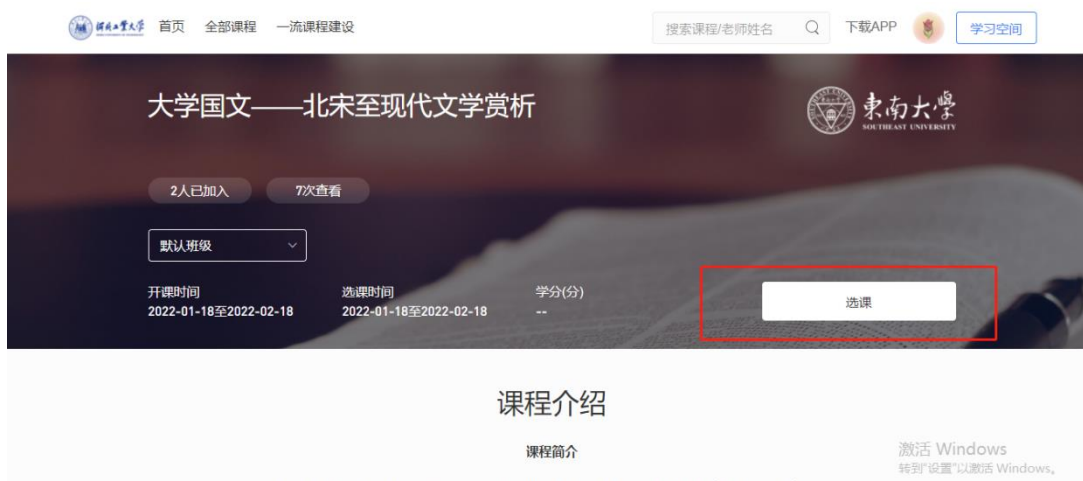 首页 全部课程 一流课程建设 搜索课程/老师姓名 下载APP 学习空间
大学国文——北宋至现代文学赏析
東南大學
SOUTHEAST UNIVERSITY
2人已加入 7次查看
默认班级
开课时间 选课时间 学分(分)
2022-01-18至2022-02-18 2022-01-18至2022-02-18 --
选课
课程介绍
课程简介
激活 Windows
转到"设置"以激活 Windows。